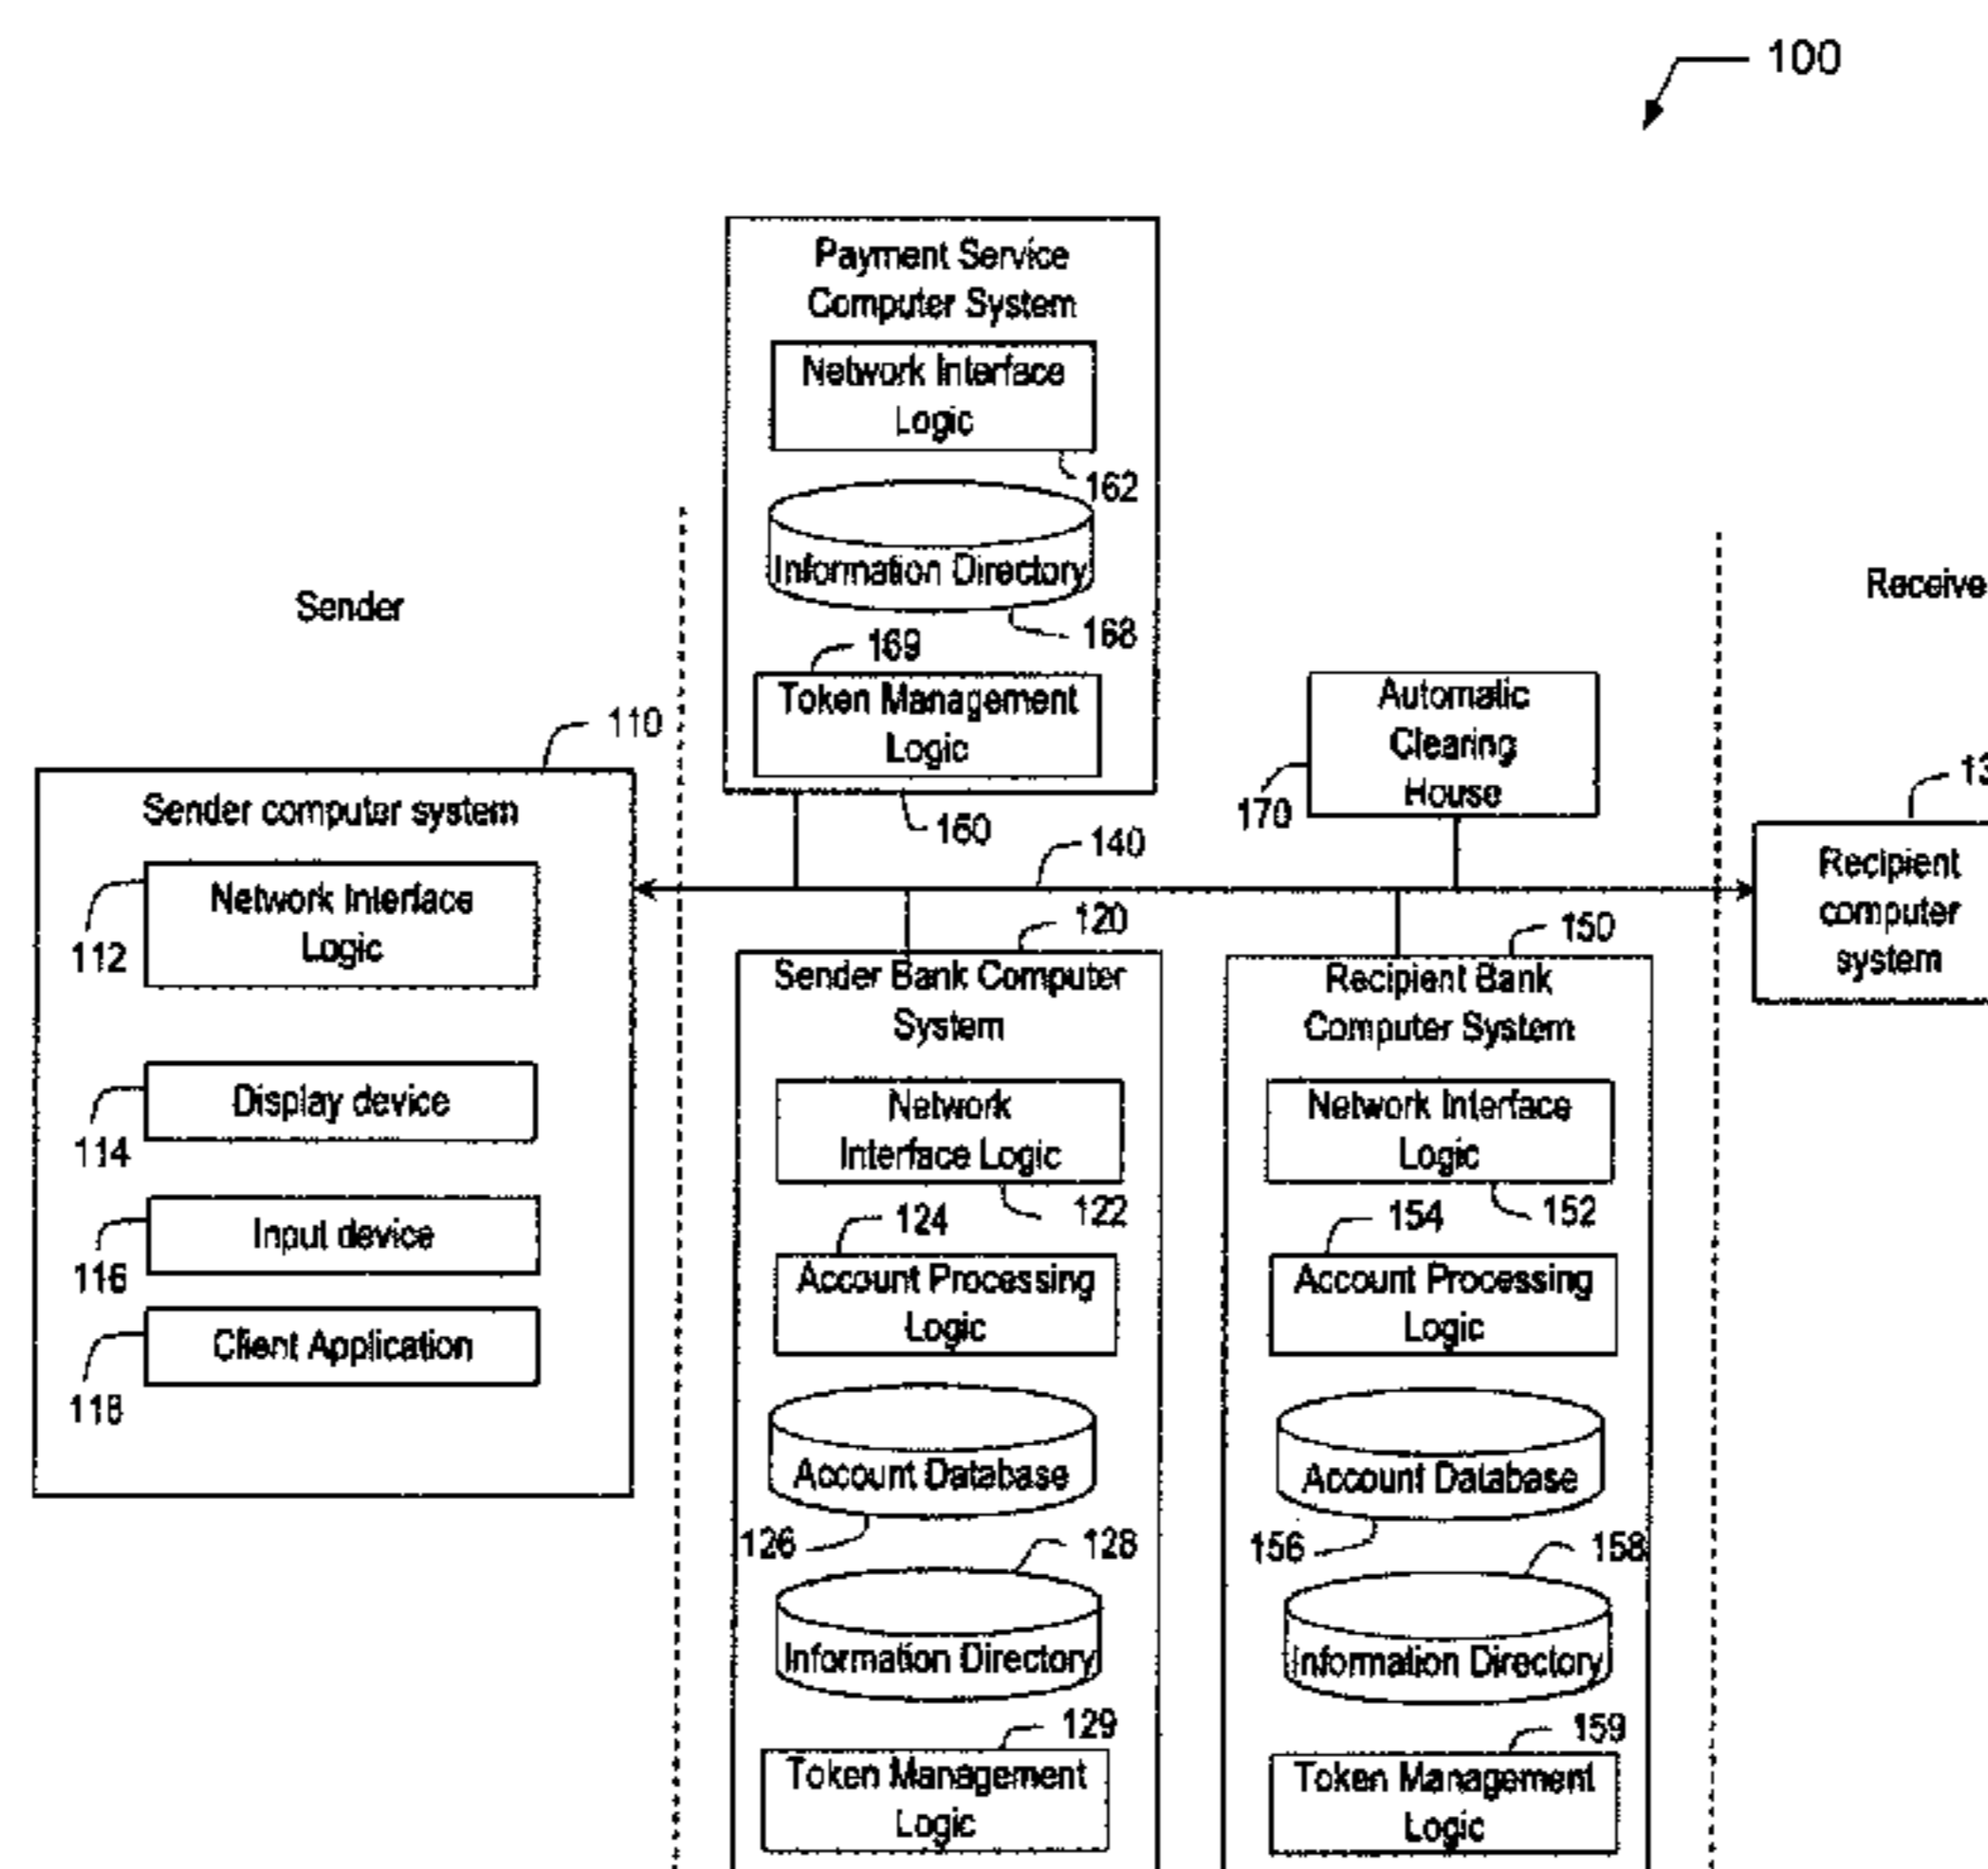 100
Payment Service
Computer System
Network Interface
Logic
162
Information Directory
168
169
Token Management
Logic
160
Sender
Receive
110
Sender computer system
112
Network Interface
Logic
114
Display device
116
Input device
118
Client Application
Automatic
Clearing
House
170
140
13
Recipient
computer
system
120
Sender Bank Computer
System
Network
Interface Logic
122
124
Account Processing
Logic
Account Database
126
128
Information Directory
129
Token Management
Logic
150
Recipient Bank
Computer System
Network Interface
Logic
152
154
Account Processing
Logic
Account Database
156
158
Information Directory
159
Token Management
Logic